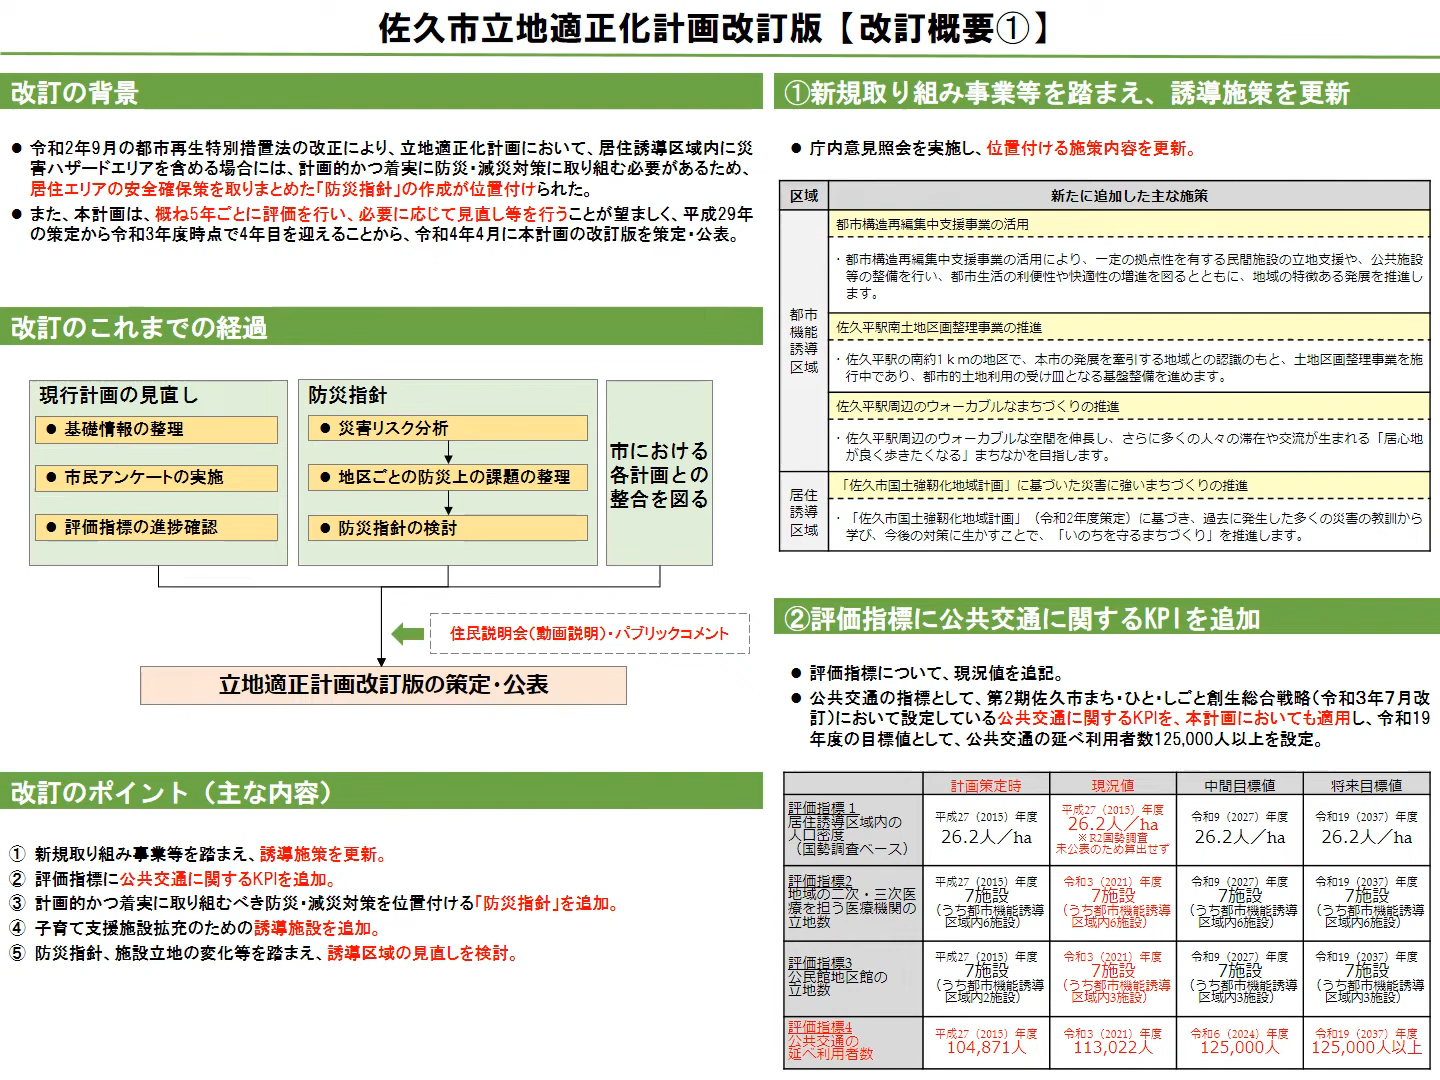 佐久市立地適正化計画改訂版【改訂概要①】
改訂の背景
● 令和2年9月の都市再生特別措置法の改正により、立地適正化計画において、居住誘導区域内に災
害ハザードエリアを含める場合には、計画的かつ着実に防災・減災対策に取り組む必要があるため、
居住エリアの安全確保策を取りまとめた「防災指針」の作成が位置付けられた。
● また、本計画は、概ね5年ごとに評価を行い、必要に応じて見直し等を行うことが望ましく、平成29年
の策定から令和3年度時点で4年目を迎えることから、令和4年4月に本計画の改訂版を策定・公表。
改訂のこれまでの経過
現行計画の見直し
● 基礎情報の整理
● 市民アンケートの実施
● 評価指標の進捗確認
防災指針
● 災害リスク分析
● 地区ごとの防災上の課題の整理
● 防災指針の検討
市における
各計画との
整合を図る
住民説明会（動画説明）・パブリックコメント
立地適正計画改訂版の策定・公表
改訂のポイント（主な内容）
① 新規取り組み事業等を踏まえ、誘導施策を更新。
② 評価指標に公共交通に関するKPIを追加。
③ 計画的かつ着実に取り組むべき防災・減災対策を位置付ける「防災指針」を追加。
④ 子育て支援施設拡充のための誘導施設を追加。
⑤ 防災指針、施設立地の変化等を踏まえ、誘導区域の見直しを検討。
①新規取り組み事業等を踏まえ、誘導施策を更新
● 庁内意見照会を実施し、位置付ける施策内容を更新。
区域 新たに追加した主な施策
都市
機能
誘導
区域
都市構造再編集中支援事業の活用
・都市構造再編集中支援事業の活用により、一定の拠点性を有する民間施設の立地支援や、公共施設
等の整備を行い、都市生活の利便性や快適性の増進を図るとともに、地域の特徴ある発展を推進し
ます。
佐久平駅南土地区画整理事業の推進
・佐久平駅の南約1ｋｍの地区で、本市の発展を牽引する地域との認識のもと、土地区画整理事業を施
行中であり、都市的土地利用の受け皿となる基盤整備を進めます。
佐久平駅周辺のウォーカブルなまちづくりの推進
・佐久平駅周辺のウォーカブルな空間を伸長し、さらに多くの人々の滞在や交流が生まれる「居心地
が良く歩きたくなる」まちなかを目指します。
居住
誘導
区域
「佐久市国土強靭化地域計画」に基づいた災害に強いまちづくりの推進
・「佐久市国土強靭化地域計画」（令和2年度策定）に基づき、過去に発生した多くの災害の教訓から
学び、今後の対策に生かすことで、「いのちを守るまちづくり」を推進します。
②評価指標に公共交通に関するKPIを追加
● 評価指標について、現況値を追記。
● 公共交通の指標として、第2期佐久市まち・ひと・しごと創生総合戦略（令和３年７月改
訂）において設定している公共交通に関するKPIを、本計画においても適用し、令和19
年度の目標値として、公共交通の延べ利用者数125,000人以上を設定。
計画策定時 現況値 中間目標値 将来目標値
評価指標１
居住誘導区域内の
人口密度
（国勢調査ベース）
平成27（2015）年度
26.2人／ha
平成27（2015）年度
26.2人／ha
※R2国勢調査
未公表のため算出せず
令和9（2027）年度
26.2人／ha
令和19（2037）年度
26.2人／ha
評価指標2
地域の二次・三次医
療を担う医療機関の
立地数
平成27（2015）年度
7施設
（うち都市機能誘導
区域内6施設）
令和3（2021）年度
7施設
（うち都市機能誘導
区域内6施設）
令和9（2027）年度
7施設
（うち都市機能誘導
区域内6施設）
令和19（2037）年度
7施設
（うち都市機能誘導
区域内6施設）
評価指標3
公民館地区館の
立地数
平成27（2015）年度
7施設
（うち都市機能誘導
区域内2施設）
令和3（2021）年度
7施設
（うち都市機能誘導
区域内3施設）
令和9（2027）年度
7施設
（うち都市機能誘導
区域内3施設）
令和19（2037）年度
7施設
（うち都市機能誘導
区域内3施設）
評価指標4
公共交通の
延べ利用者数
平成27（2015）年度
104,871人
令和3（2021）年度
113,022人
令和6（2024）年度
125,000人
令和19（2037）年度
125,000人以上